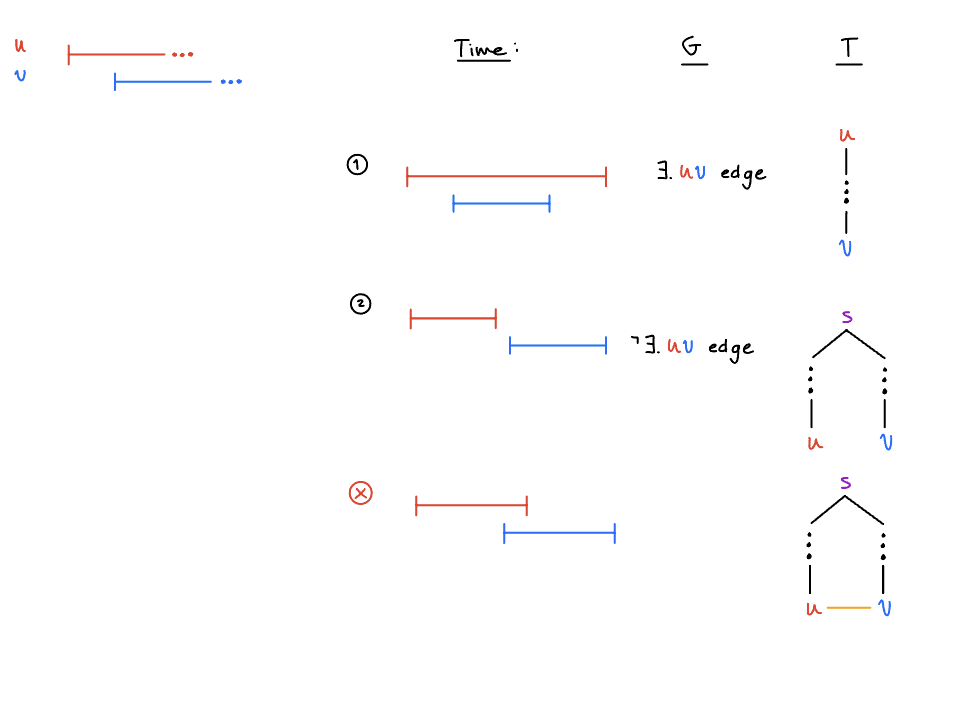 u
v
Time: G T
u
① ∃. uv edge
v
② s
¬∃. uv edge
u v
ⓧ s
u v